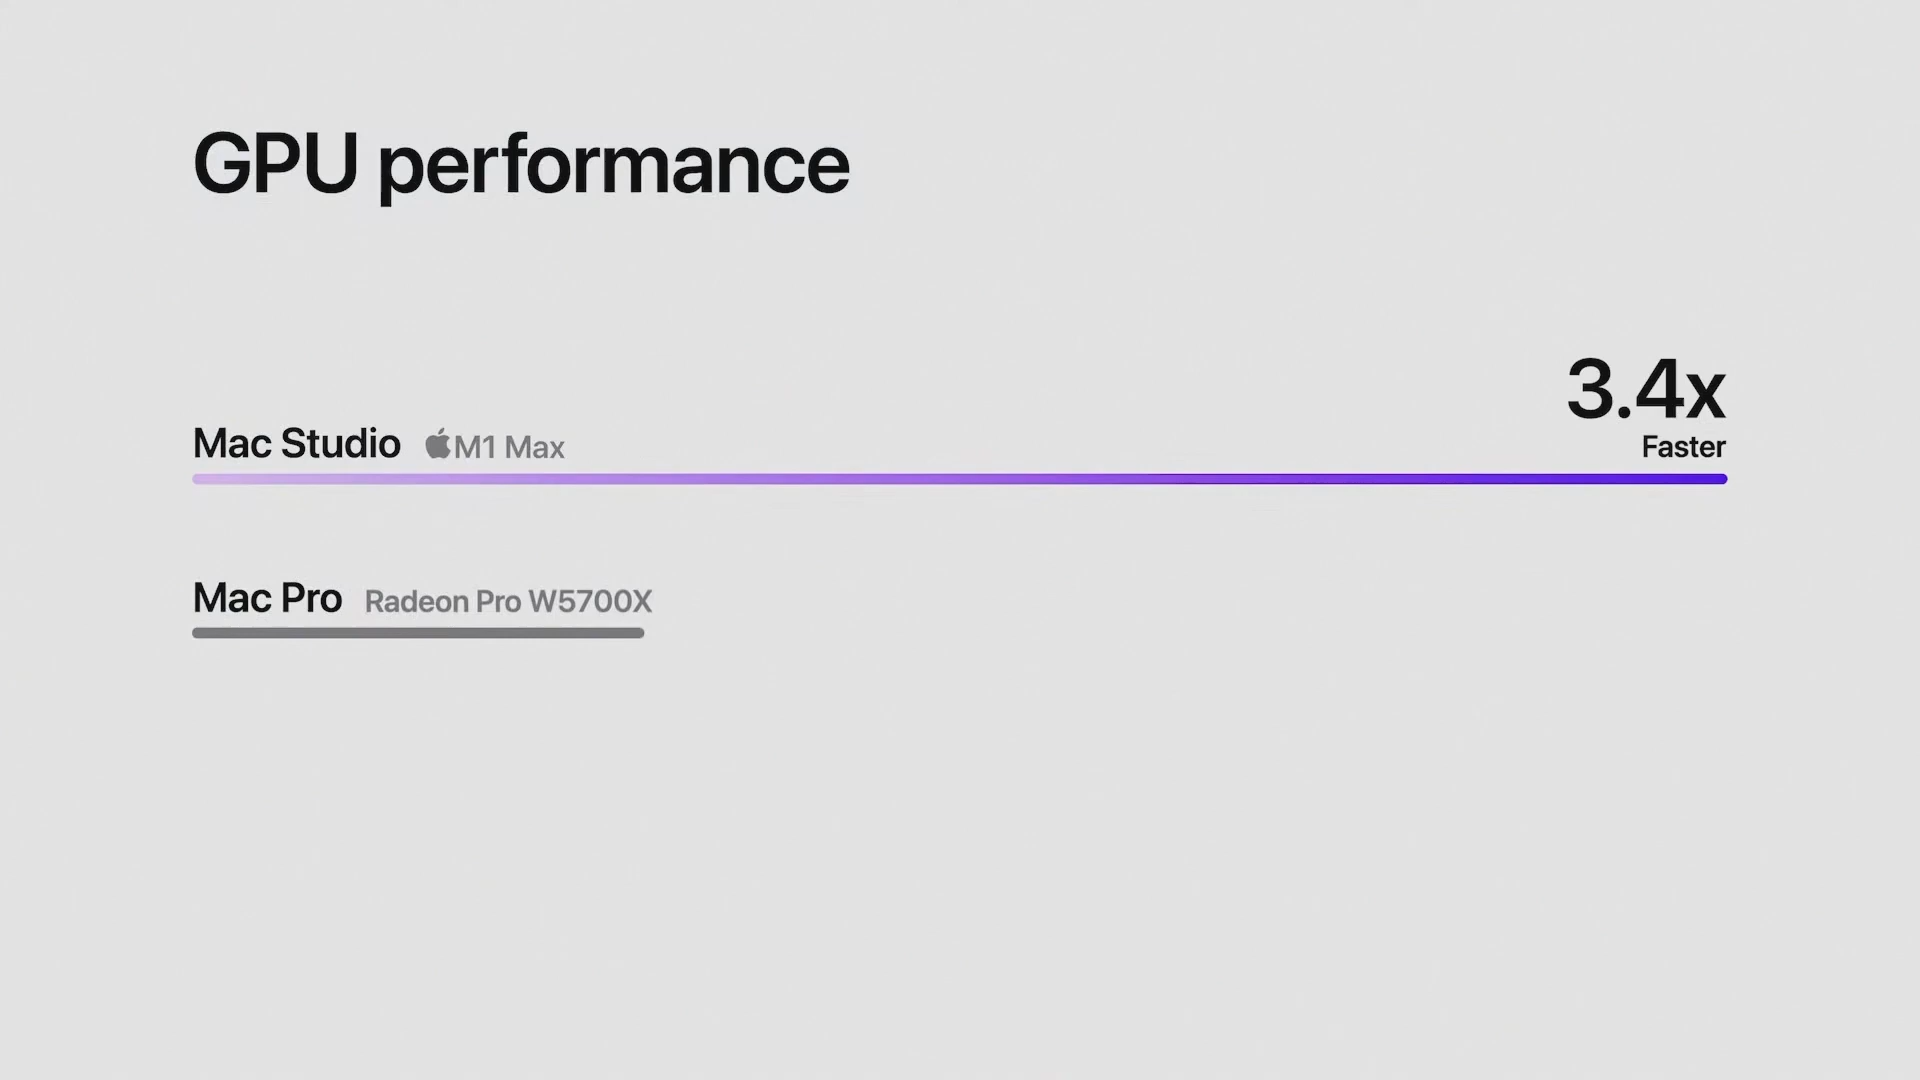 GPU performance
3.4x
Mac Studio M1 Max
Faster
Mac Pro Radeon Pro W5700X